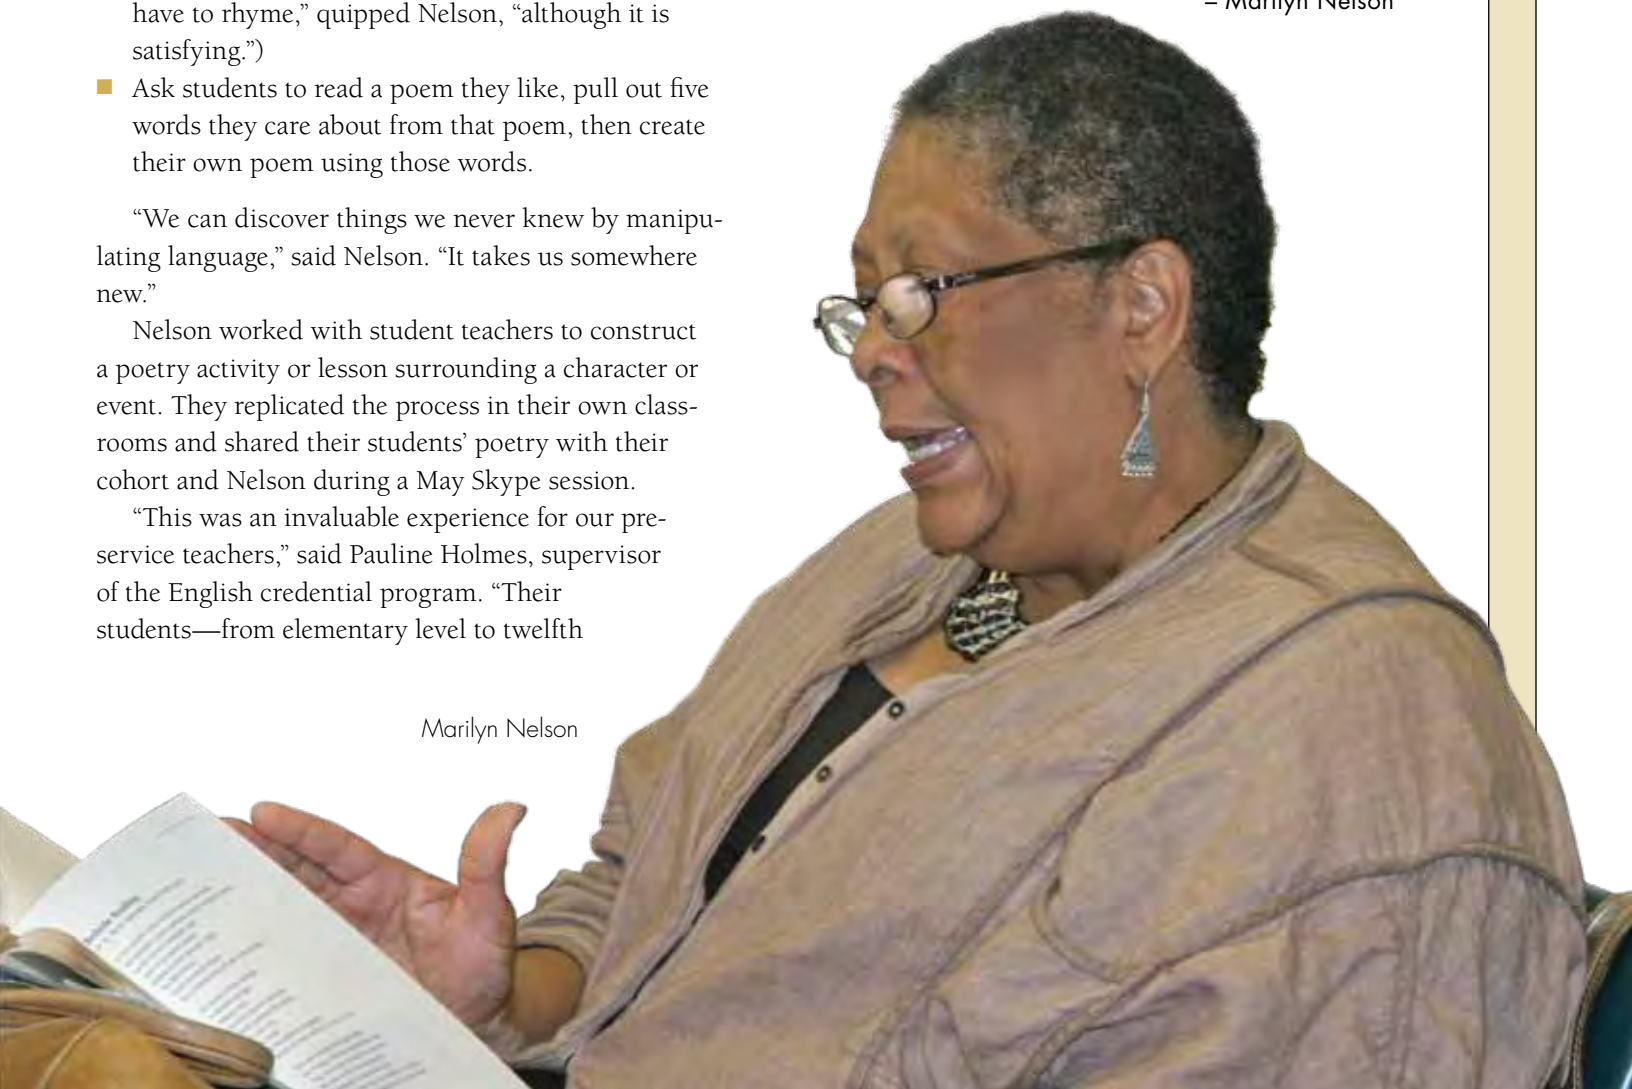 have to rhyme,” quipped Nelson, “although it is
satisfying.”)
■ Ask students to read a poem they like, pull out five
words they care about from that poem, then create
their own poem using those words.
“We can discover things we never knew by manipu-
lating language,” said Nelson. “It takes us somewhere
new.”
Nelson worked with student teachers to construct
a poetry activity or lesson surrounding a character or
event. They replicated the process in their own class-
rooms and shared their students’ poetry with their
cohort and Nelson during a May Skype session.
“This was an invaluable experience for our pre-
service teachers,” said Pauline Holmes, supervisor
of the English credential program. “Their
students—from elementary level to twelfth
– Marilyn Nelson
Marilyn Nelson